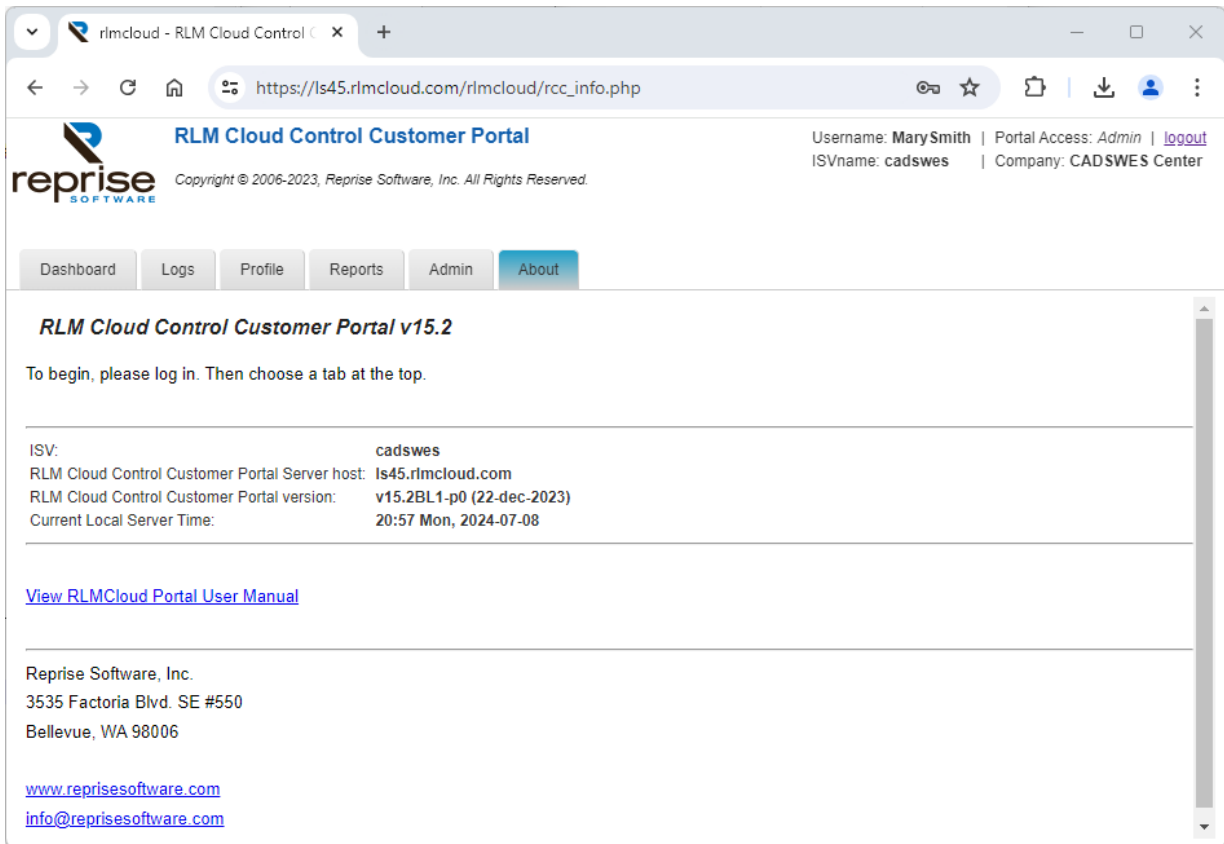 rlmcloud - RLM Cloud Control C
https://ls45.rlmcloud.com/rlmcloud/rcc_info.php
reprise
SOFTWARE
RLM Cloud Control Customer Portal
Copyright © 2006-2023, Reprise Software, Inc. All Rights Reserved.
Username: MarySmith | Portal Access: Admin | logout
ISVname: cadswes | Company: CADSWES Center
Dashboard Logs Profile Reports Admin About
RLM Cloud Control Customer Portal v15.2
To begin, please log in. Then choose a tab at the top.
ISV: cadswes
RLM Cloud Control Customer Portal Server host: ls45.rlmcloud.com
RLM Cloud Control Customer Portal version: v15.2BL1-p0 (22-dec-2023)
Current Local Server Time: 20:57 Mon, 2024-07-08
View RLMCloud Portal User Manual
Reprise Software, Inc.
3535 Factoria Blvd. SE #550
Bellevue, WA 98006
www.reprisesoftware.com
info@reprisesoftware.com